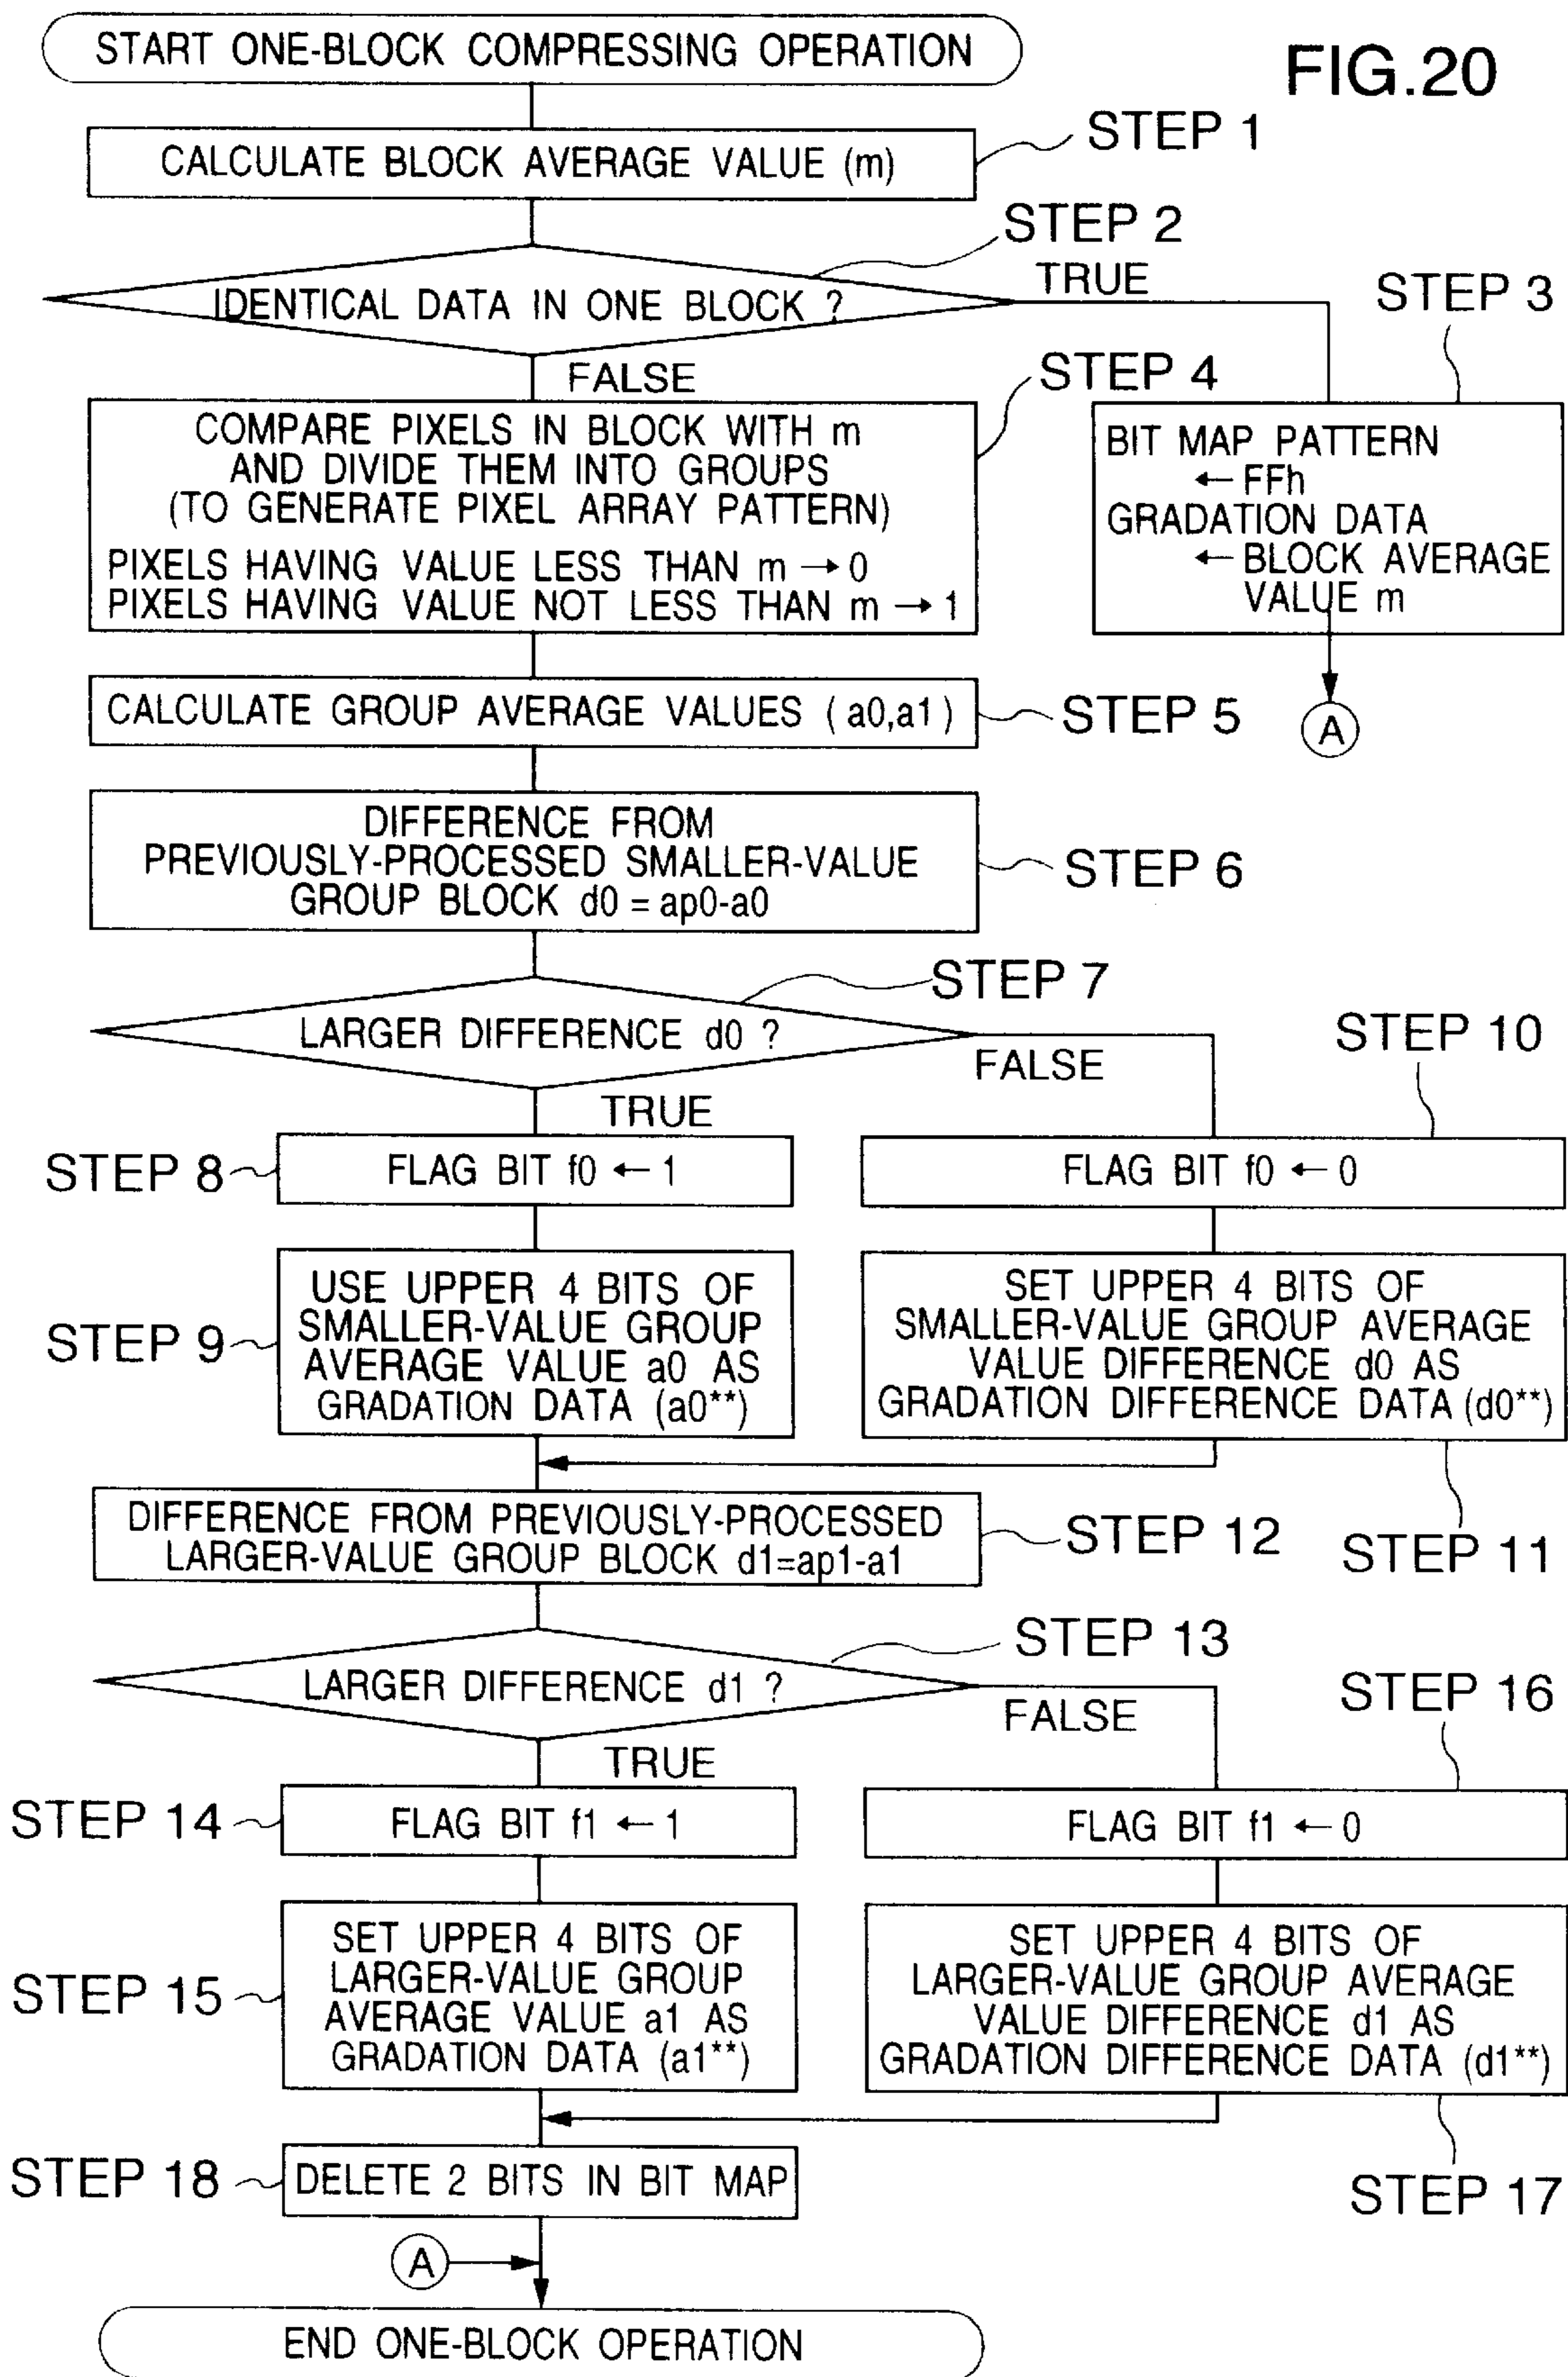 START ONE-BLOCK COMPRESSING OPERATION
FIG.20
CALCULATE BLOCK AVERAGE VALUE (m)
STEP 1
STEP 2
IDENTICAL DATA IN ONE BLOCK ?
TRUE
STEP 3
FALSE
STEP 4
COMPARE PIXELS IN BLOCK WITH m
AND DIVIDE THEM INTO GROUPS
(TO GENERATE PIXEL ARRAY PATTERN)
PIXELS HAVING VALUE LESS THAN m → 0
PIXELS HAVING VALUE NOT LESS THAN m → 1
BIT MAP PATTERN
← FFh
GRADATION DATA
← BLOCK AVERAGE
VALUE m
A
CALCULATE GROUP AVERAGE VALUES ( a0,a1 )
STEP 5
DIFFERENCE FROM
PREVIOUSLY-PROCESSED SMALLER-VALUE
GROUP BLOCK d0 = ap0-a0
STEP 6
STEP 7
LARGER DIFFERENCE d0 ?
FALSE
STEP 10
TRUE
STEP 8
FLAG BIT f0 ← 1
FLAG BIT f0 ← 0
STEP 9
USE UPPER 4 BITS OF
SMALLER-VALUE GROUP
AVERAGE VALUE a0 AS
GRADATION DATA (a0**)
SET UPPER 4 BITS OF
SMALLER-VALUE GROUP AVERAGE
VALUE DIFFERENCE d0 AS
GRADATION DIFFERENCE DATA (d0**)
STEP 11
DIFFERENCE FROM PREVIOUSLY-PROCESSED
LARGER-VALUE GROUP BLOCK d1=ap1-a1
STEP 12
STEP 13
LARGER DIFFERENCE d1 ?
FALSE
STEP 16
TRUE
STEP 14
FLAG BIT f1 ← 1
FLAG BIT f1 ← 0
STEP 15
SET UPPER 4 BITS OF
LARGER-VALUE GROUP
AVERAGE VALUE a1 AS
GRADATION DATA (a1**)
SET UPPER 4 BITS OF
LARGER-VALUE GROUP AVERAGE
VALUE DIFFERENCE d1 AS
GRADATION DIFFERENCE DATA (d1**)
STEP 17
STEP 18
DELETE 2 BITS IN BIT MAP
A
END ONE-BLOCK OPERATION